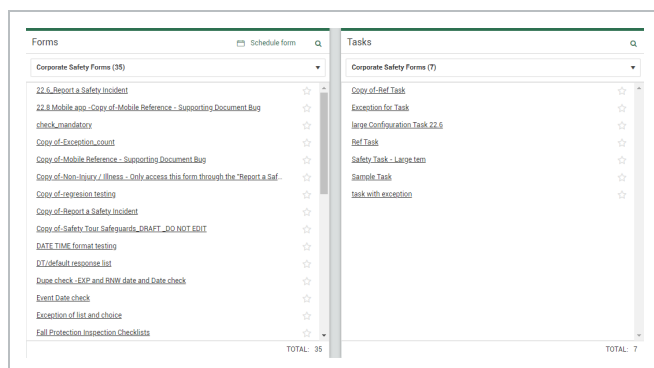 Forms
Schedule form
Corporate Safety Forms (35)
22.6_Report a Safety Incident
22.8 Mobile app -Copy of-Mobile Reference - Supporting Document Bug
check_mandatory
Copy of-Exception_count
Copy of-Mobile Reference - Supporting Document Bug
Copy of-Non-Injury / Illness - Only access this form through the "Report a Saf...
Copy of-regresion testing
Copy of-Report a Safety Incident
Copy of-Safety Tour Safeguards_DRAFT _DO NOT EDIT
DATE TIME format testing
DT/default response list
Dupe check -EXP and RNW date and Date check
Event Date check
Exception of list and choice
Fall Protection Inspection Checklists
TOTAL: 35
Tasks
Corporate Safety Forms (7)
Copy of-Ref Task
Exception for Task
large Configuration Task 22.6
Ref Task
Safety Task - Large tem
Sample Task
task with exception
TOTAL: 7